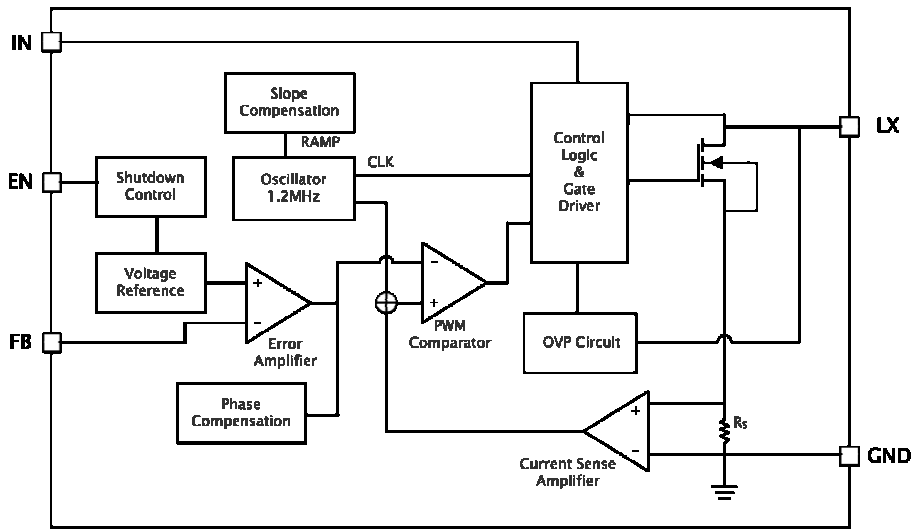 IN
Slope
Compensation
RAMP
CLK
Control
Logic
&
Gate
Driver
LX
EN
Shutdown
Control
Oscillator
1.2MHz
Voltage
Reference
+
-
Error
Amplifier
-
+
PWM
Comparator
FB
OVP Circuit
Phase
Compensation
+
-
Current Sense
Amplifier
RS
GND